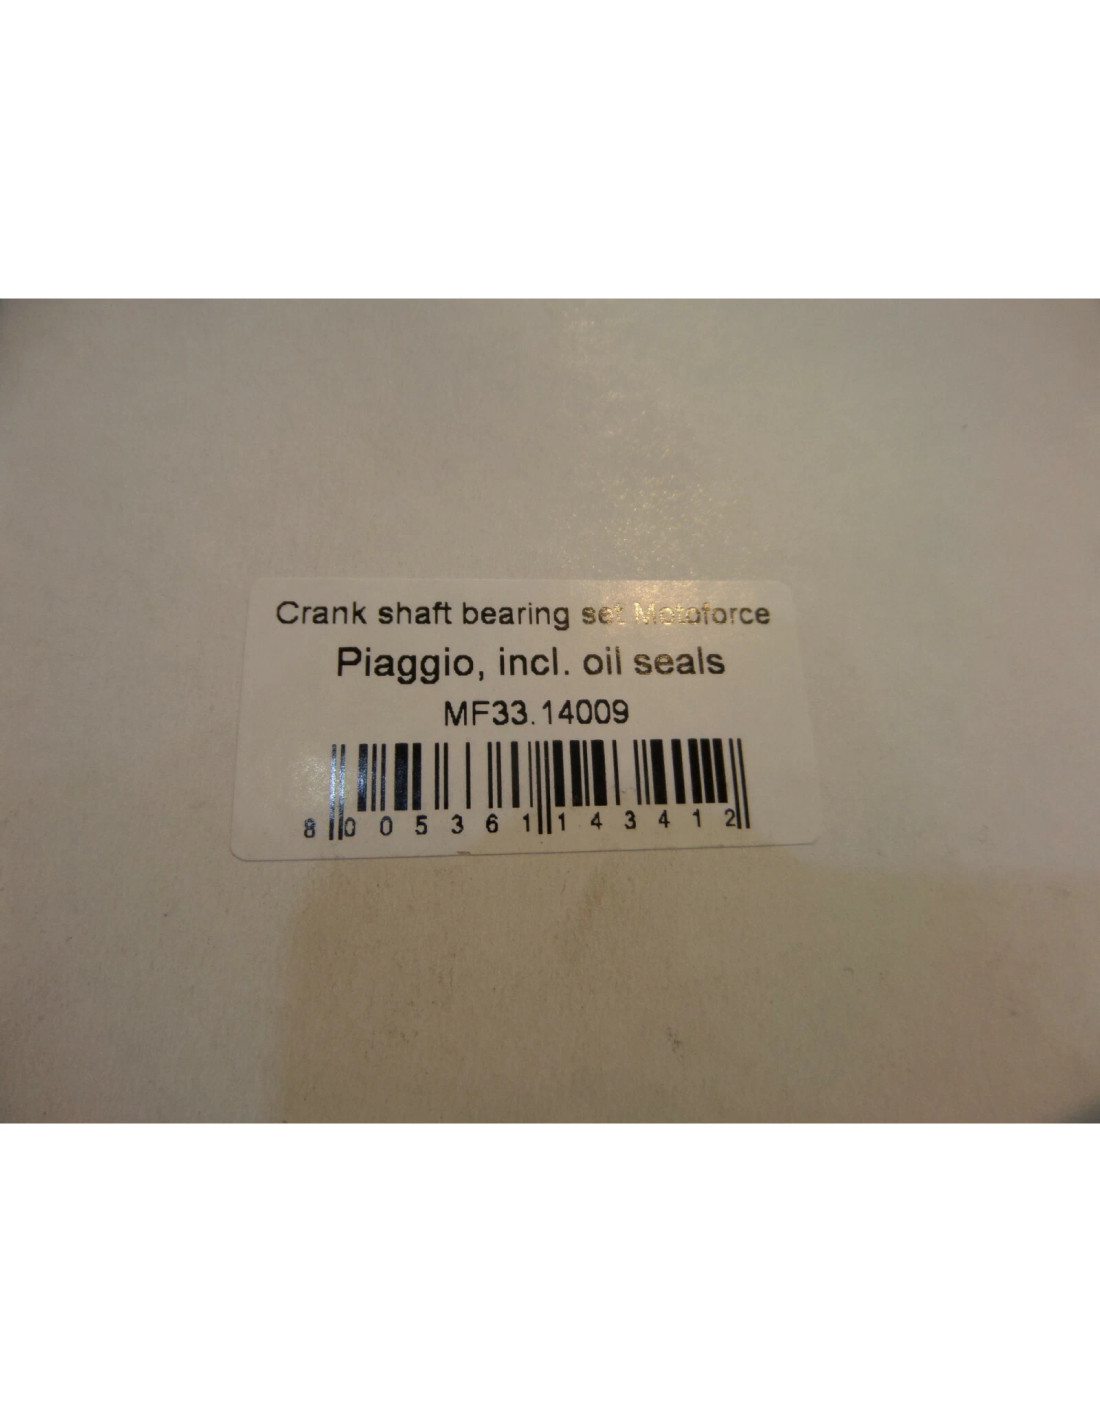 Crank shaft bearing set Motoforce
Piaggio, incl. oil seals
MF33.14009
8 005361 143412